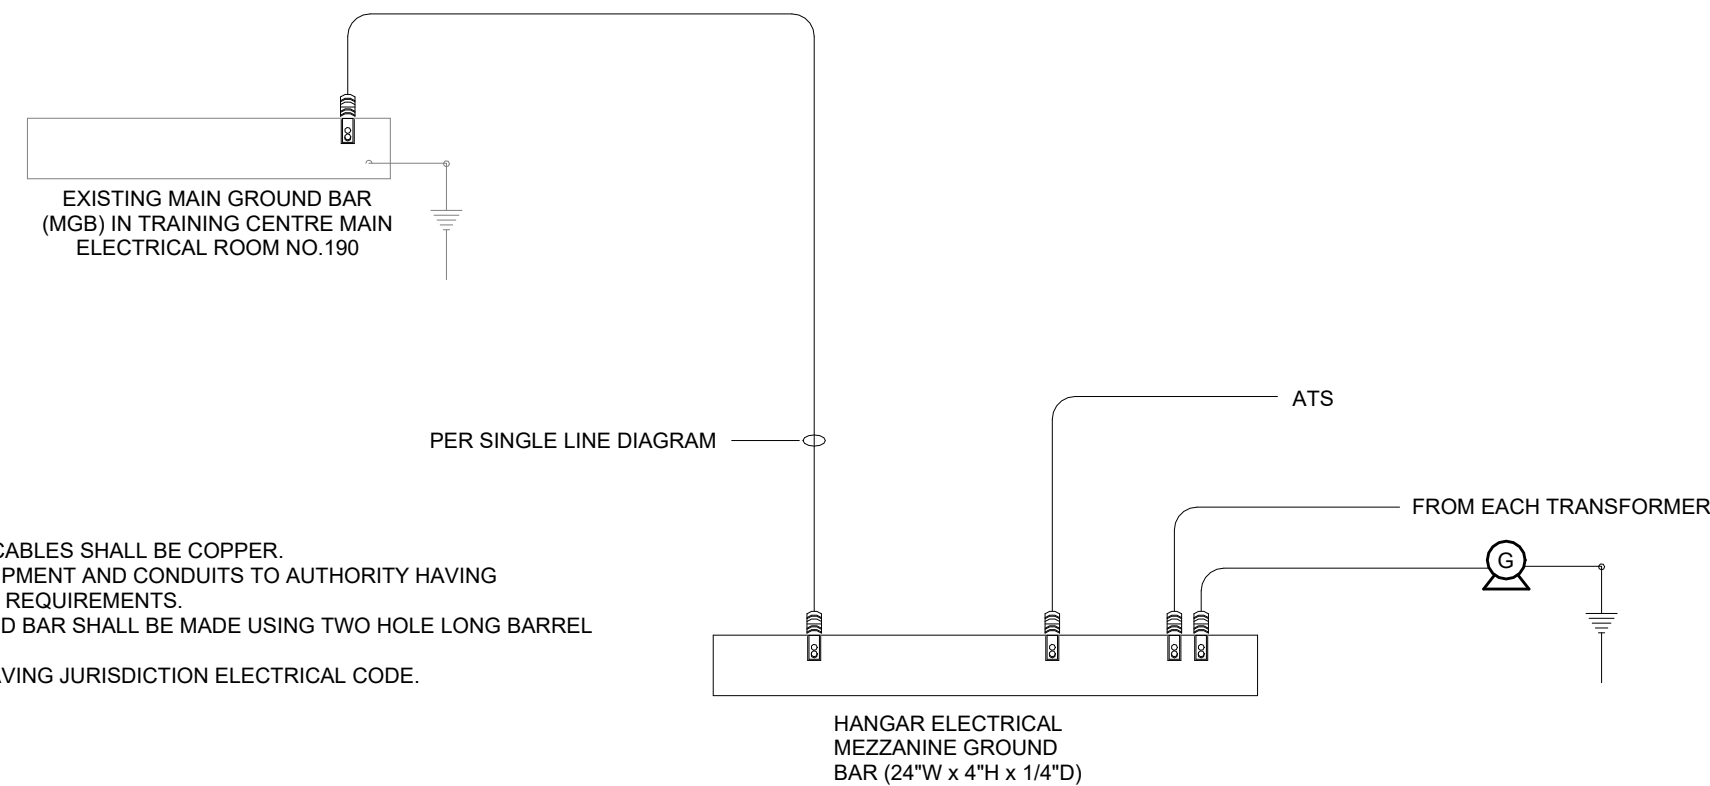 EXISTING MAIN GROUND BAR
(MGB) IN TRAINING CENTRE MAIN
ELECTRICAL ROOM NO.190
ATS
PER SINGLE LINE DIAGRAM
FROM EACH TRANSFORMER
G
CABLES SHALL BE COPPER.
PMENT AND CONDUITS TO AUTHORITY HAVING
REQUIREMENTS.
D BAR SHALL BE MADE USING TWO HOLE LONG BARREL
VING JURISDICTION ELECTRICAL CODE.
HANGAR ELECTRICAL
MEZZANINE GROUND
BAR (24"W x 4"H x 1/4"D)